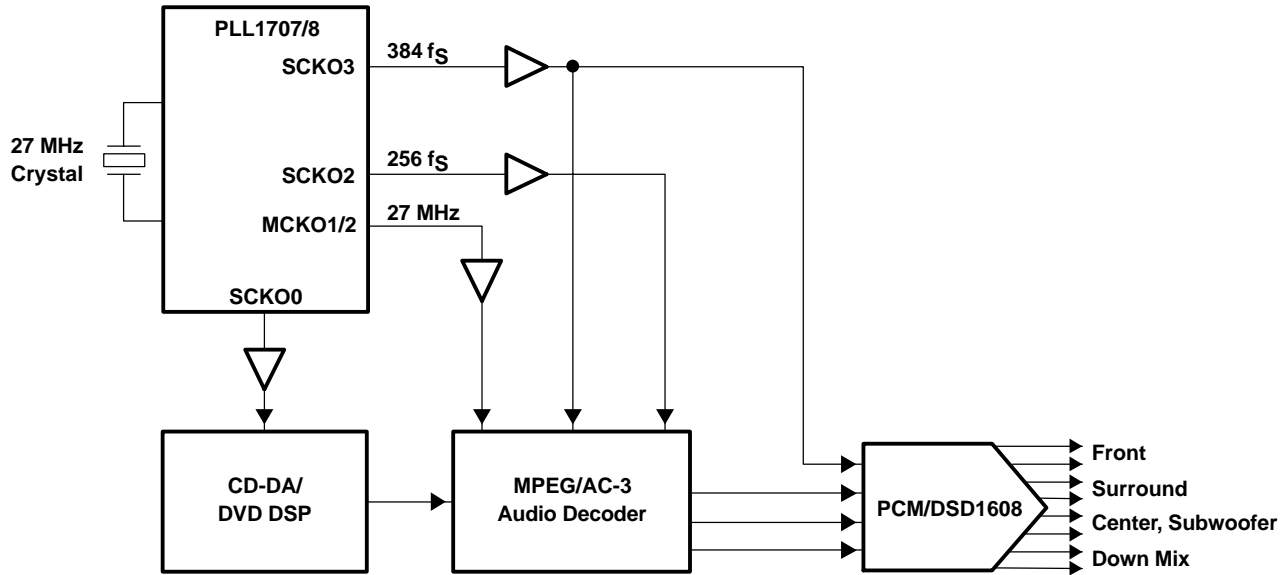 PLL1707/8
SCKO3
384 fS
27 MHz
Crystal
SCKO2
256 fS
MCKO1/2
27 MHz
SCKO0
CD-DA/
DVD DSP
MPEG/AC-3
Audio Decoder
PCM/DSD1608
Front
Surround
Center, Subwoofer
Down Mix